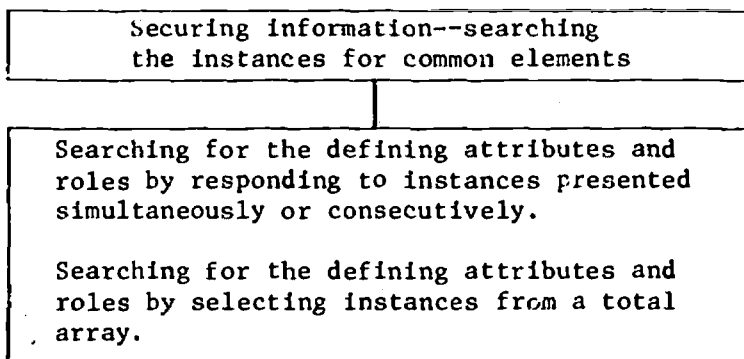 Securing information--searching
the instances for common elements
Searching for the defining attributes and
roles by responding to instances presented
simultaneously or consecutively.
Searching for the defining attributes and
roles by selecting instances from a total
array.